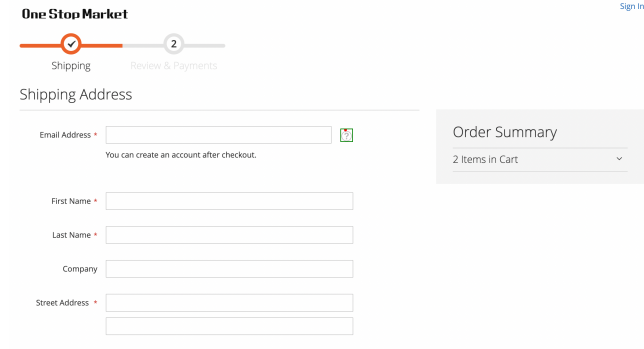 Sign In
One Stop Market
2
Shipping
Review & Payments
Shipping Address
Email Address *
?
You can create an account after checkout.
Order Summary
2 Items in Cart
First Name *
Last Name *
Company
Street Address *